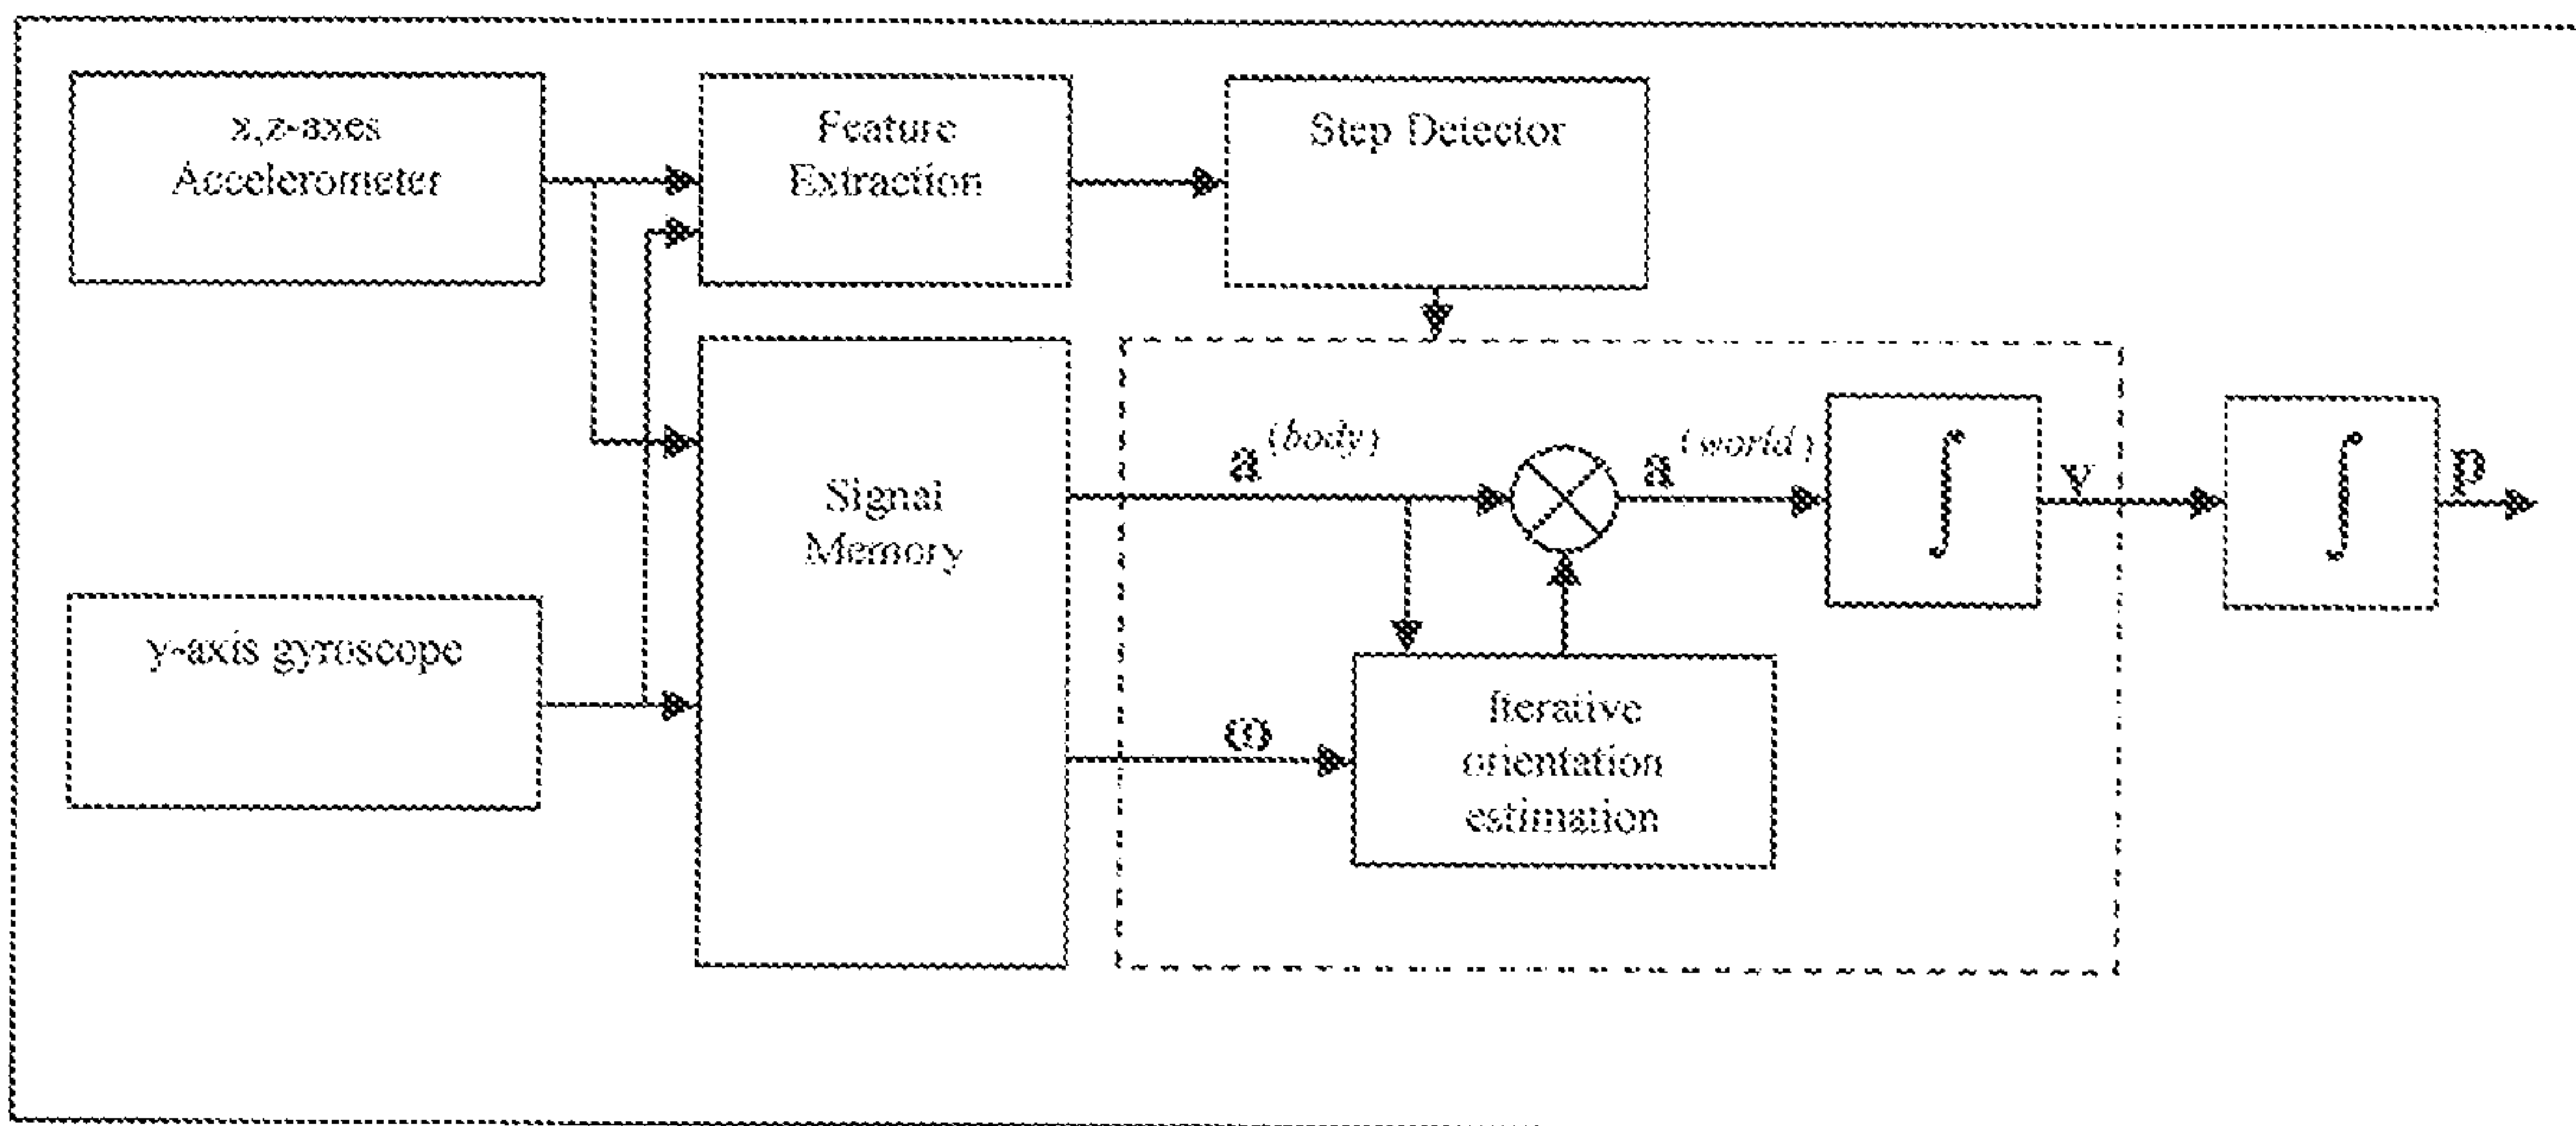 x,z-axes
Accelerometer
Feature
Extraction
Step Detector
Signal
Memory
a (body)
a (world)
∫
v
∫
p
y-axis gyroscope
ω
Iterative
orientation
estimation